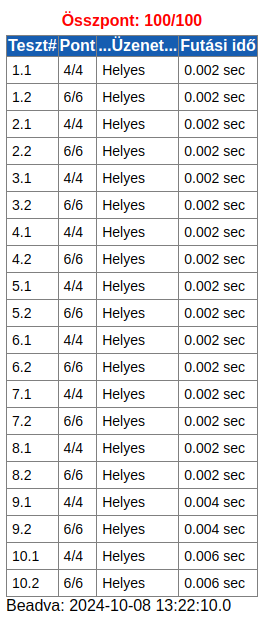 Összpont: 100/100
Teszt# Pont ...Üzenet... Futási idő
1.1 4/4 Helyes 0.002 sec
1.2 6/6 Helyes 0.002 sec
2.1 4/4 Helyes 0.002 sec
2.2 6/6 Helyes 0.002 sec
3.1 4/4 Helyes 0.002 sec
3.2 6/6 Helyes 0.002 sec
4.1 4/4 Helyes 0.002 sec
4.2 6/6 Helyes 0.002 sec
5.1 4/4 Helyes 0.002 sec
5.2 6/6 Helyes 0.002 sec
6.1 4/4 Helyes 0.002 sec
6.2 6/6 Helyes 0.002 sec
7.1 4/4 Helyes 0.002 sec
7.2 6/6 Helyes 0.002 sec
8.1 4/4 Helyes 0.002 sec
8.2 6/6 Helyes 0.002 sec
9.1 4/4 Helyes 0.004 sec
9.2 6/6 Helyes 0.004 sec
10.1 4/4 Helyes 0.006 sec
10.2 6/6 Helyes 0.006 sec
Beadva: 2024-10-08 13:22:10.0